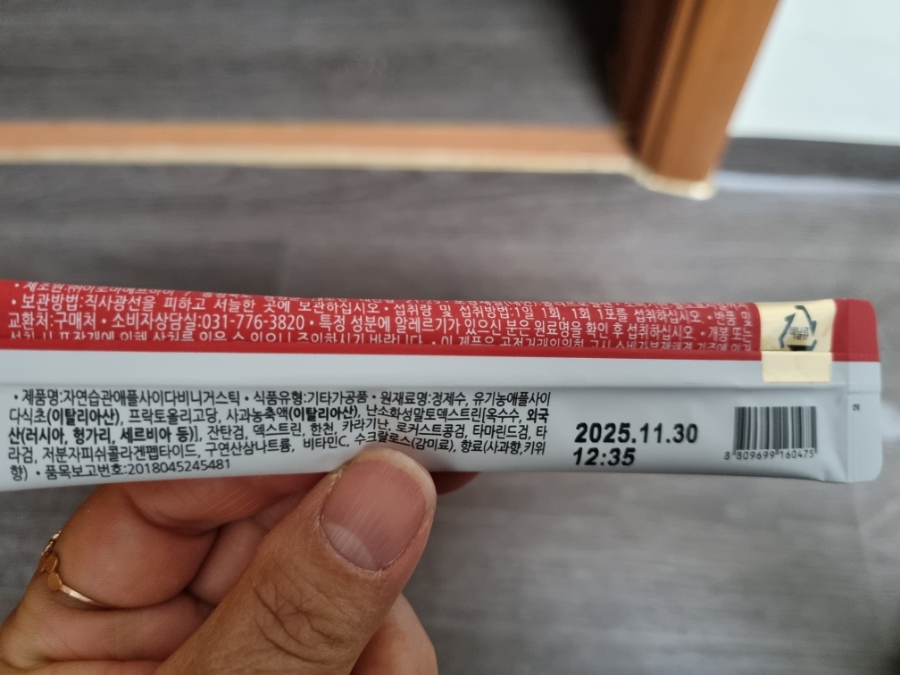 • 보관방법:직사광선을 피하고 서늘한 곳에 보관하십시오 • 섭취량 및 섭취방법:1일 1회, 1회 1포를 섭취하십시오 • 반품 및
교환처:구매처 • 소비자상담실:031-776-3820 • 특정 성분에 알레르기가 있으신 분은 원료명을 확인 후 섭취하십시오 • 개봉 또는
• 제품명:자연습관애플사이다비니거스틱 • 식품유형:기타가공품 • 원재료명:정제수, 유기농애플사이
다식초(이탈리아산), 프락토올리고당, 사과농축액(이탈리아산), 난소화성말토덱스트린[옥수수, 외국
산(러시아, 헝가리, 세르비아 등)], 잔탄검, 덱스트린, 한천, 카라기난, 로커스트콩검, 타마린드검, 타
라검, 저분자피쉬콜라겐펩타이드, 구연산삼나트륨, 비타민C, 수크랄로스(감미료), 향료(사과향,키위
향) • 품목보고번호:2018045245481
2025.11.30
12:35
8 809699 160475